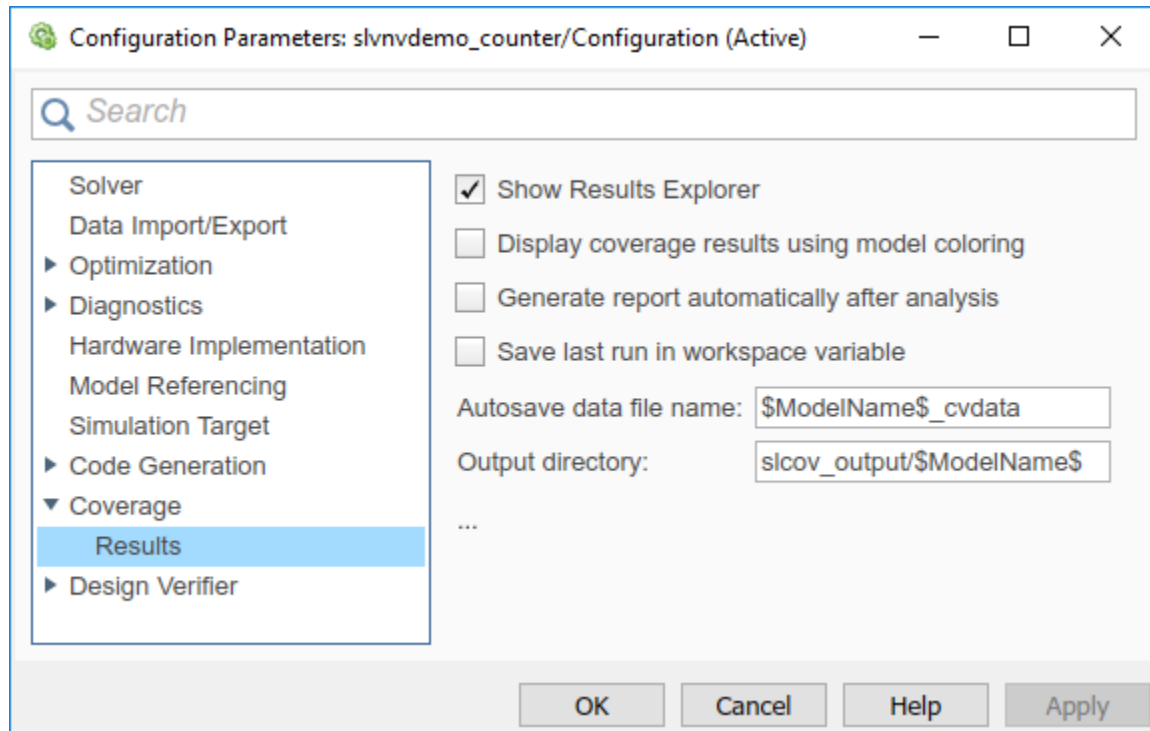 Configuration Parameters: slvnvdemo_counter/Configuration (Active)
Search
Solver
Data Import/Export
Optimization
Diagnostics
Hardware Implementation
Model Referencing
Simulation Target
Code Generation
Coverage
Results
Design Verifier
Show Results Explorer
Display coverage results using model coloring
Generate report automatically after analysis
Save last run in workspace variable
Autosave data file name: $ModelName$_cvdata
Output directory: slcov_output/$ModelName$
...
OK Cancel Help Apply